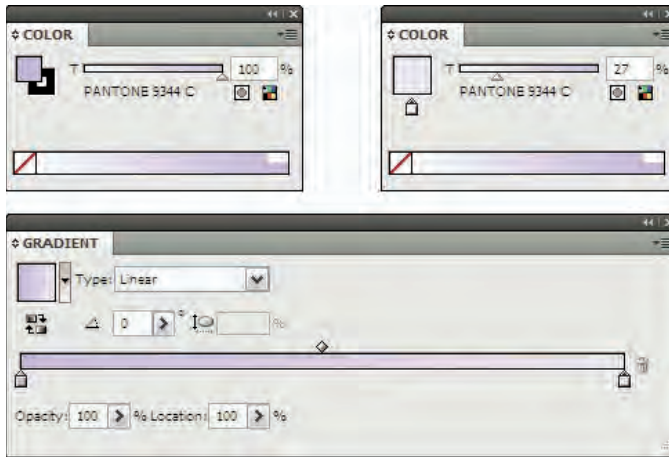 COLOR
T 100 %
PANTONE 9344 C
COLOR
T 27 %
PANTONE 9344 C
GRADIENT
Type: Linear
0 ° %
Opacity: 100 % Location: 100 %